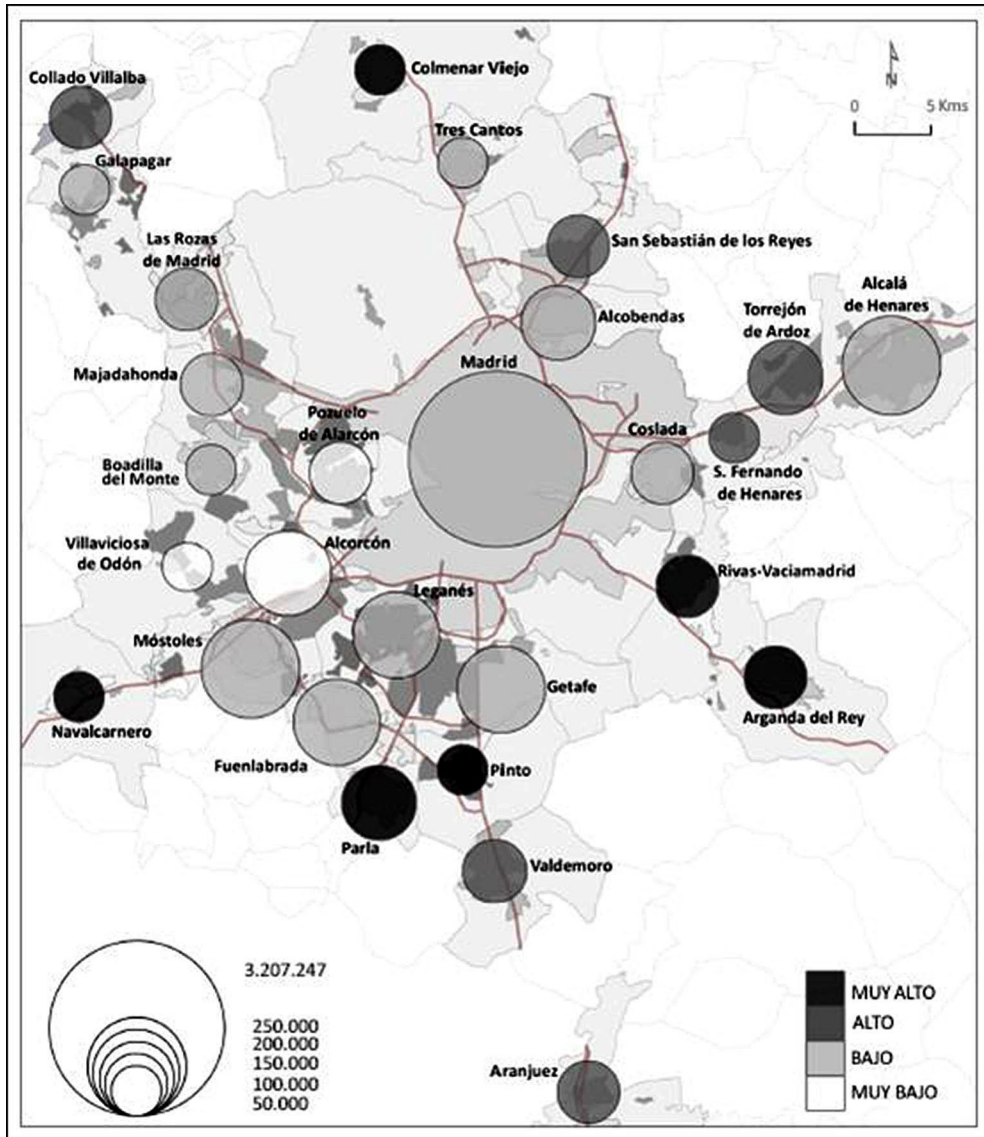 Colmenar Viejo
Collado Villalba
N
0 5 Kms
Tres Cantos
Galapagar
Las Rozas
de Madrid
San Sebastián de los Reyes
Alcalá
de Henares
Torrejón
de Ardoz
Alcobendas
Madrid
Majadahonda
Pozuelo
de Alarcón
Coslada
Boadilla
del Monte
S. Fernando
de Henares
Villaviciosa
de Odón
Alcorcón
Rivas-Vaciamadrid
Leganés
Móstoles
Getafe
Navalcarnero
Arganda del Rey
Fuenlabrada
Pinto
Parla
Valdemoro
3.207.247
250.000
200.000
150.000
100.000
50.000
Aranjuez
MUY ALTO
ALTO
BAJO
MUY BAJO